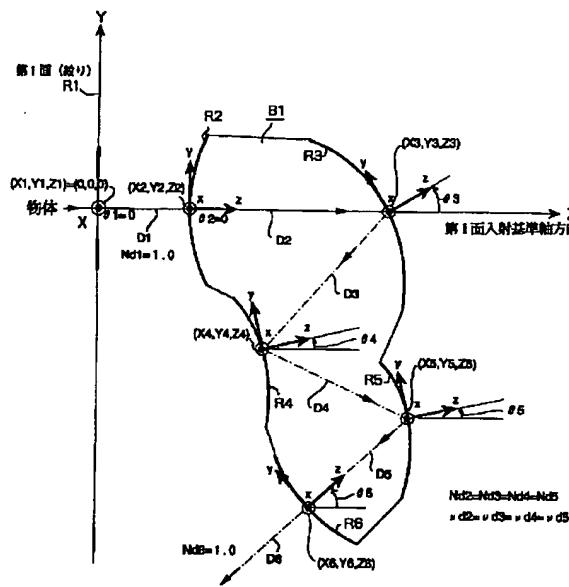 Y
第1面(絞り)
R1
R2
B1
R3
y
y
(X3,Y3,Z3)
z
θ3
(X1,Y1,Z1)=(0,0,0)
(X2,Y2,Z2)
x
z
x
物体
X
θ1=0
θ2=0
Z
D1
D2
第1面入射基準軸方向
Nd1=1.0
D3
y
(X4,Y4,Z4)
x
z
θ4
R4
D4
R5
y
(X5,Y5,Z5)
x
z
θ5
D5
y
z
x
θ6
Nd2=Nd3=Nd4=Nd5
νd2=νd3=νd4=νd5
R6
Nd6=1.0
D6
(X6,Y6,Z6)